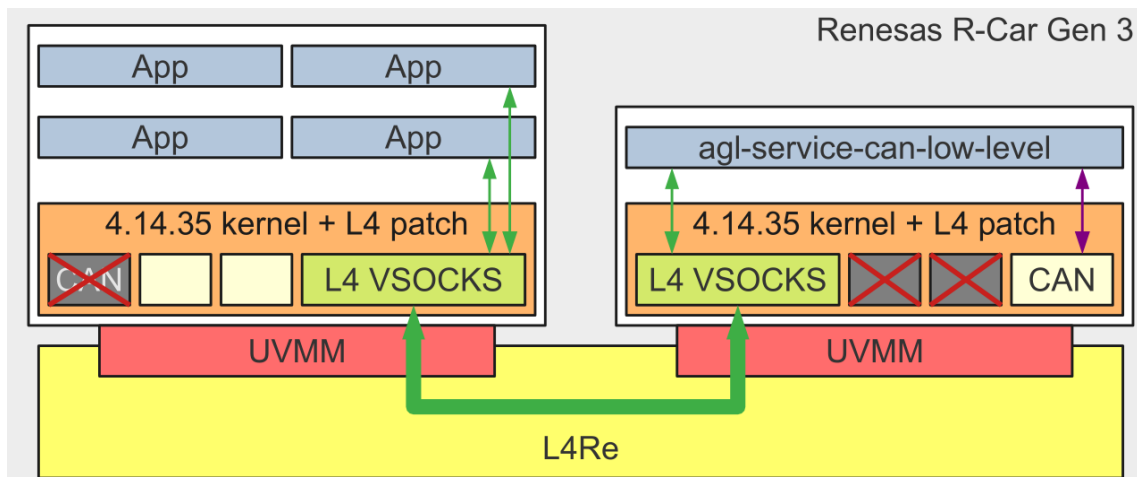 Renesas R-Car Gen 3
App App
App App
4.14.35 kernel + L4 patch
CAN L4 VSOCKS
UVMM
agl-service-can-low-level
4.14.35 kernel + L4 patch
L4 VSOCKS CAN
UVMM
L4Re